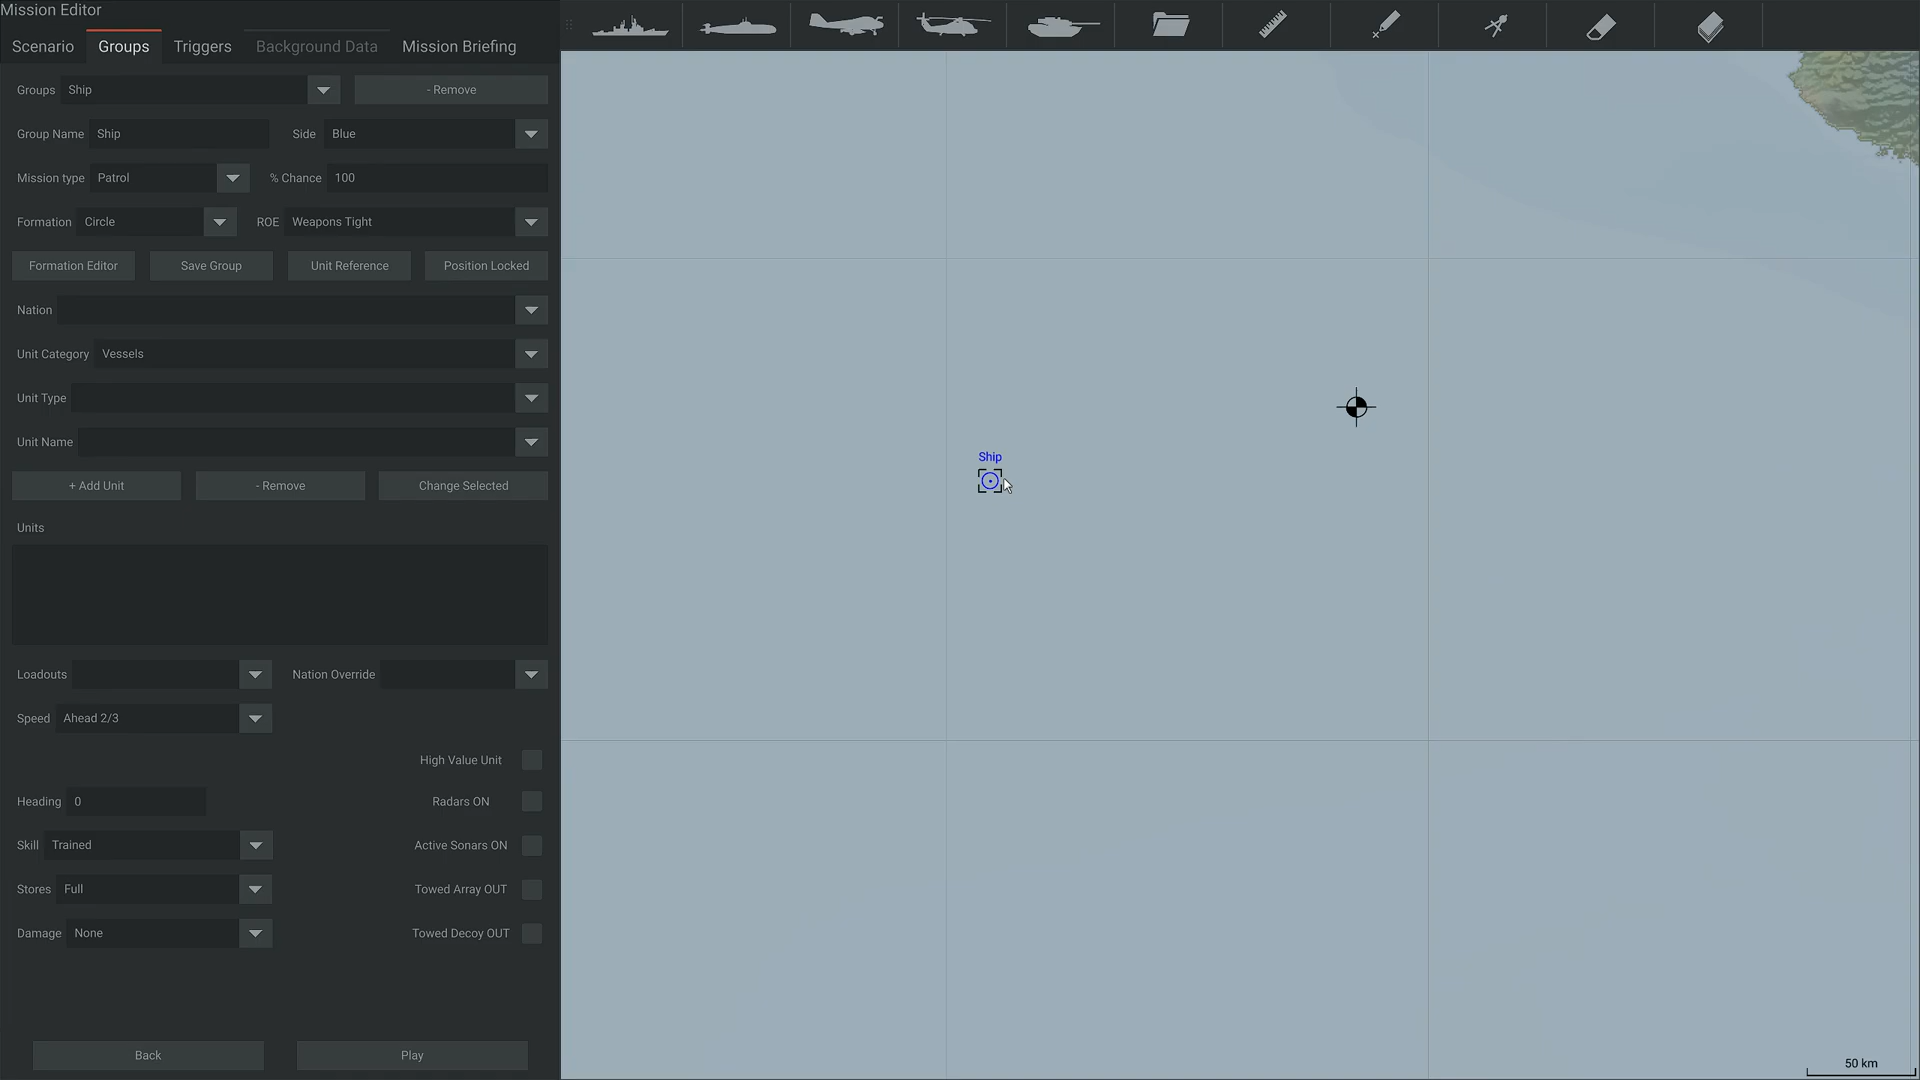 Mission Editor
Scenario Groups Triggers Background Data Mission Briefing
Groups Ship - Remove
Group Name Ship Side Blue
Mission type Patrol % Chance 100
Formation Circle ROE Weapons Tight
Formation Editor Save Group Unit Reference Position Locked
Nation
Unit Category Vessels
Unit Type
Unit Name
+ Add Unit - Remove Change Selected
Units
Loadouts Nation Override
Speed Ahead 2/3
High Value Unit
Heading 0 Radars ON
Skill Trained Active Sonars ON
Stores Full Towed Array OUT
Damage None Towed Decoy OUT
Back Play
Ship
50 km